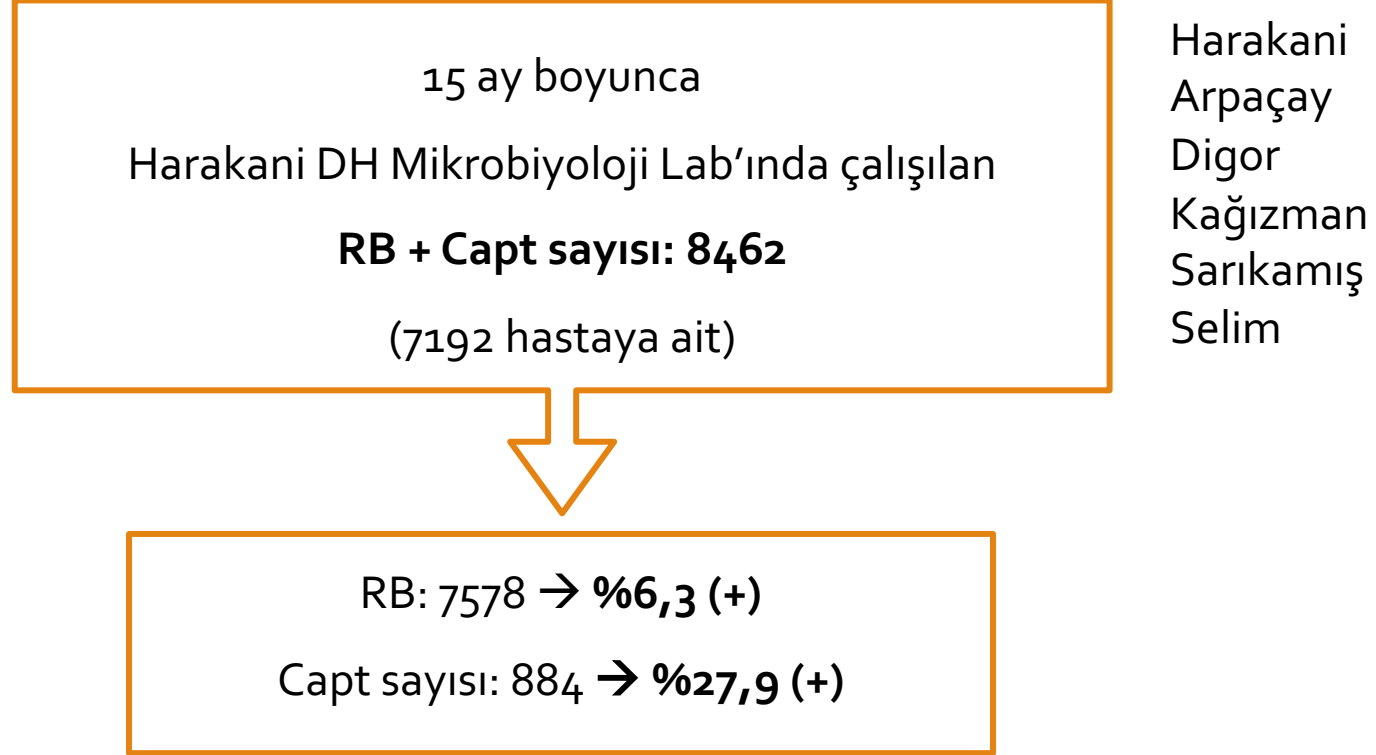 15 ay boyunca
Harakani DH Mikrobiyoloji Lab’ında çalışılan
RB + Capt sayısı: 8462
(7192 hastaya ait)
Harakani
Arpaçay
Digor
Kağızman
Sarıkamış
Selim
RB: 7578 → %6,3 (+)
Capt sayısı: 884 → %27,9 (+)